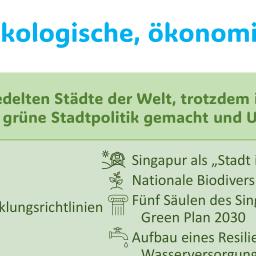 kologische, ökonomi
edelten Städte der Welt, trotzdem i
grüne Stadtpolitik gemacht und U
Singapur als „Stadt i
Nationale Biodivers
klungsrichtlinien
Fünf Säulen des Sing
Green Plan 2030
Aufbau eines Resilie
Wasserversorgung